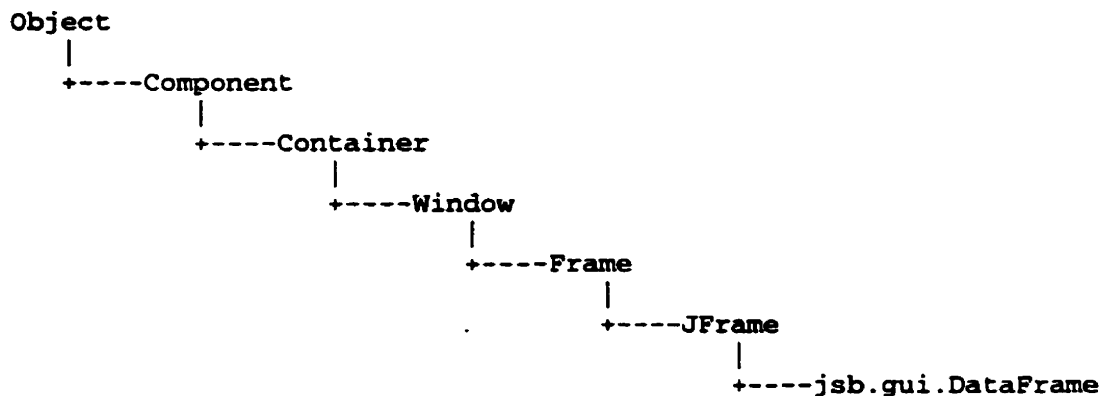 Object
|
+----Component
|
+----Container
|
+----Window
|
+----Frame
|
+----JFrame
|
+----jsb.gui.DataFrame